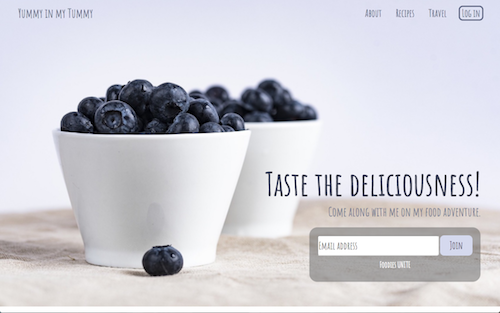 Yummy in my Tummy
About Recipes Travel Log in
Taste the deliciousness!
Come along with me on my food adventure.
Email address Join
Foodies UNITE